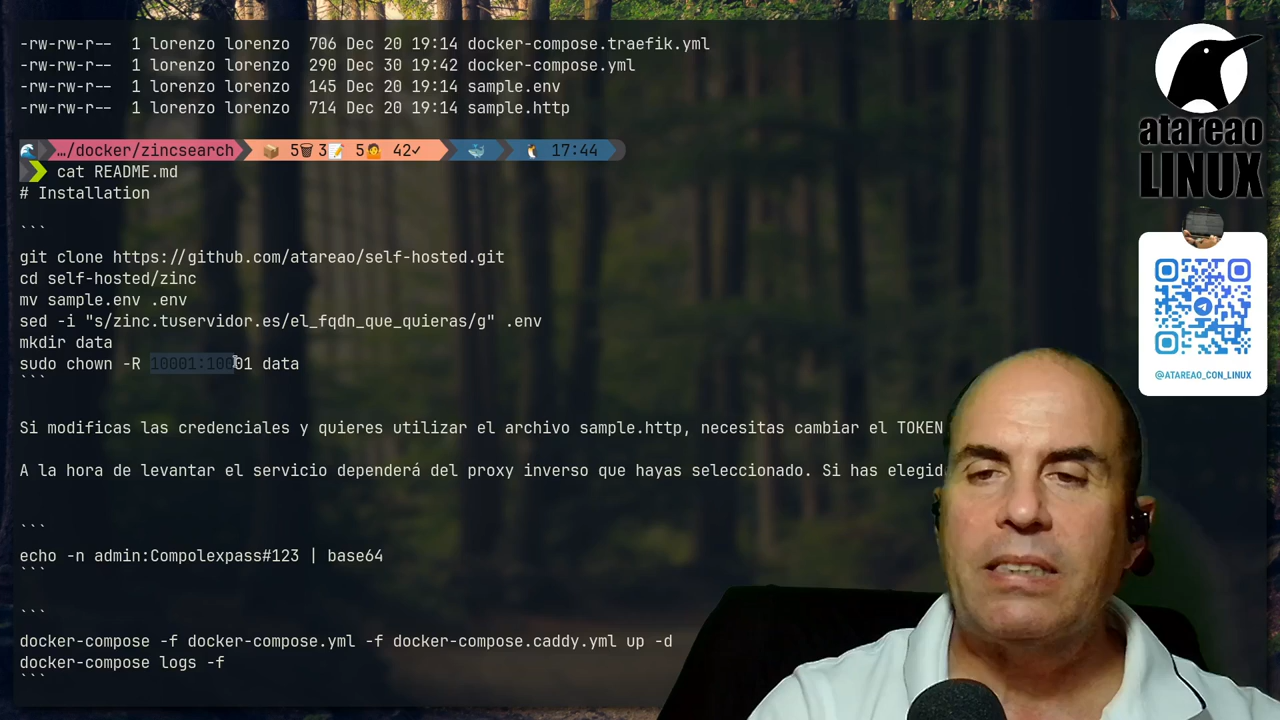 -rw-rw-r-- 1 lorenzo lorenzo 706 Dec 20 19:14 docker-compose.traefik.yml
-rw-rw-r-- 1 lorenzo lorenzo 290 Dec 30 19:42 docker-compose.yml
-rw-rw-r-- 1 lorenzo lorenzo 145 Dec 20 19:14 sample.env
-rw-rw-r-- 1 lorenzo lorenzo 714 Dec 20 19:14 sample.http
…/docker/zincsearch 5 3 5 42✓ 17:44
cat README.md
# Installation
```
git clone https://github.com/atareao/self-hosted.git
cd self-hosted/zinc
mv sample.env .env
sed -i "s/zinc.tuservidor.es/el_fqdn_que_quieras/g" .env
mkdir data
sudo chown -R 10001:10001 data
```
Si modificas las credenciales y quieres utilizar el archivo sample.http, necesitas cambiar el TOKEN
A la hora de levantar el servicio dependerá del proxy inverso que hayas seleccionado. Si has elegid
```
echo -n admin:Compolexpass#123 | base64
```
```
docker-compose -f docker-compose.yml -f docker-compose.caddy.yml up -d
docker-compose logs -f
```
atareao
LINUX
@ATAREAO_CON_LINUX